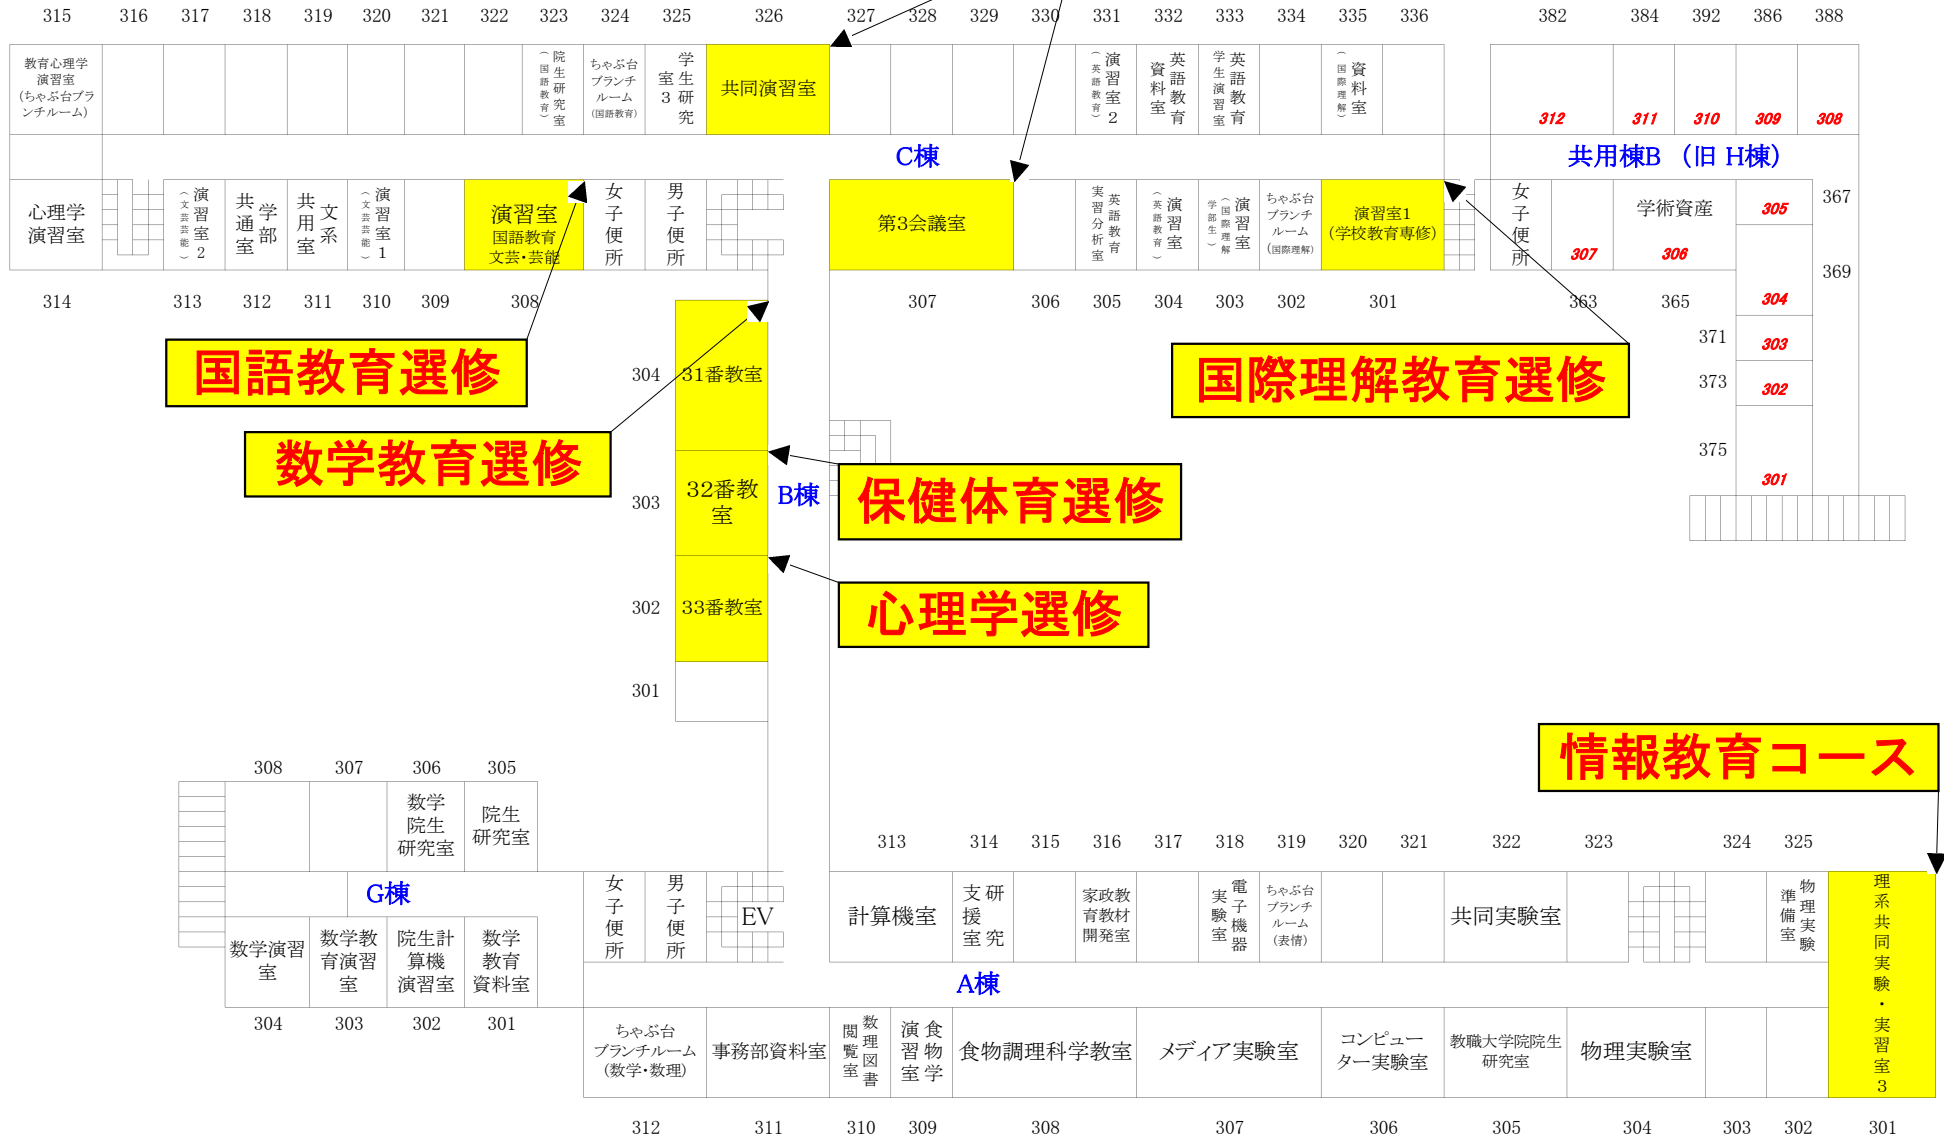 315 316 317 318 319 320 321 322 323 324 325 326 327 328 329 330 331 332 333 334 335 336 382 384 392 386 388
教育心理学
演習室
(ちゃぶ台ブラ
ンチルーム)
院生研究室
(国語教育)
ちゃぶ台
ブランチ
ルーム
(国語教育)
学生研究
室3
共同演習室
演習室2
(英語教育)
英語教育
資料室
英語教育
学生演習室
資料室
(国際理解)
312 311 310 309 308
C棟
共用棟B (旧 H棟)
心理学
演習室
演習室2
(文芸芸能)
学部
共通室
文系
共用室
演習室1
(文芸芸能)
演習室
国語教育
文芸・芸能
女子便所
男子便所
第3会議室
英語教育
実習分析室
演習室
(英語教育)
演習室
(国際理解
学部生)
ちゃぶ台
ブランチ
ルーム
(国際理解)
演習室1
(学校教育専修)
女子便所
307
学術資産
306
305
367
369
314 313 312 311 310 309 308 307 306 305 304 303 302 301 363 365
304
371
303
373
302
375
301
国語教育選修
国際理解教育選修
数学教育選修
304
31番教室
303
32番教
室
B棟
保健体育選修
302
33番教室
心理学選修
301
情報教育コース
308 307 306 305
数学
院生
研究室
院生
研究室
G棟
数学演習
室
数学教
育演習
室
院生計
算機
演習室
数学
教育
資料室
304 303 302 301
313 314 315 316 317 318 319 320 321 322 323 324 325
女子便所
男子便所
EV
計算機室
研究
支援室
家政教
育教材
開発室
電子機器
実験室
ちゃぶ台
ブランチ
ルーム
(表情)
共同実験室
物理実験
準備室
理系共同実験・実習室3
A棟
ちゃぶ台
ブランチルーム
(数学・数理)
事務部資料室
数理図書
閲覧室
食物学
演習室
食物調理科学教室
メディア実験室
コンピュー
ター実験室
教職大学院院生
研究室
物理実験室
312 311 310 309 308 307 306 305 304 303 302 301